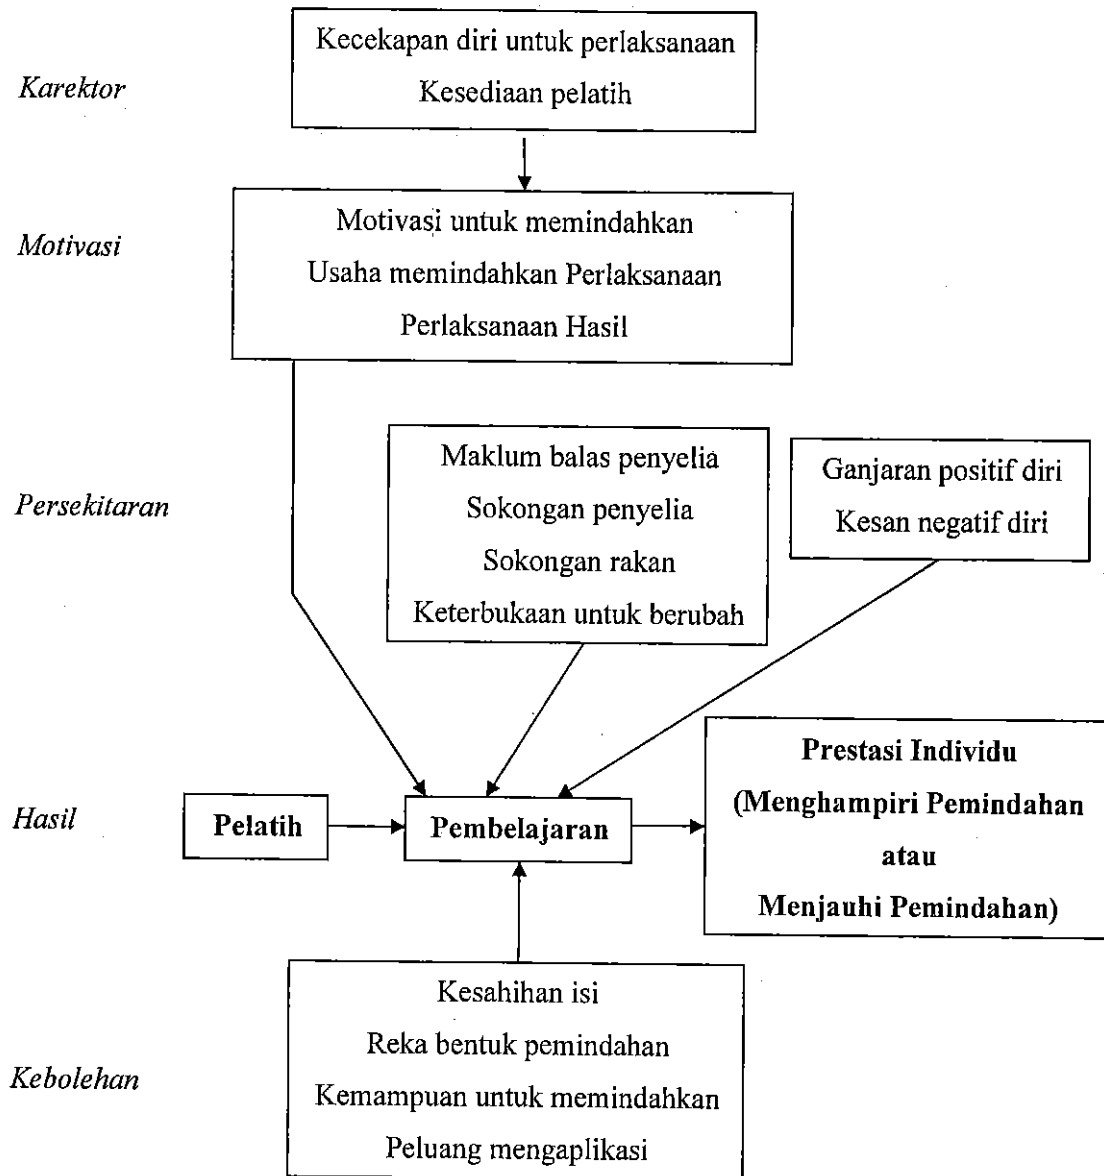 Karektor
Kecekapan diri untuk perlaksanaan
Kesediaan pelatih
Motivasi
Motivasi untuk memindahkan
Usaha memindahkan Perlaksanaan
Perlaksanaan Hasil
Persekitaran
Maklum balas penyelia
Sokongan penyelia
Sokongan rakan
Keterbukaan untuk berubah
Ganjaran positif diri
Kesan negatif diri
Hasil
Pelatih
Pembelajaran
Prestasi Individu
(Menghampiri Pemindahan
atau
Menjauhi Pemindahan)
Kebolehan
Kesahihan isi
Reka bentuk pemindahan
Kemampuan untuk memindahkan
Peluang mengaplikasi